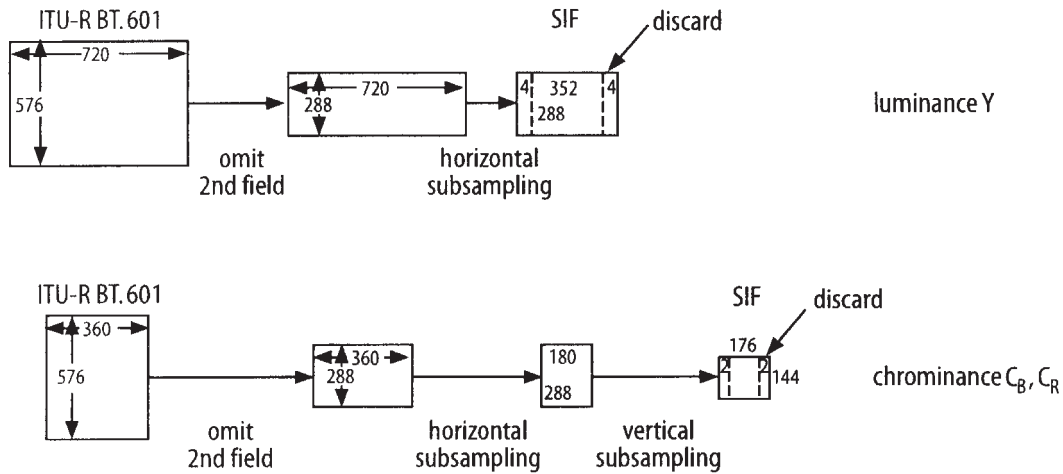 ITU-R BT. 601
SIF
discard
720
576
720
288
4 352 4
288
luminance Y
omit
2nd field
horizontal
subsampling
ITU-R BT. 601
SIF
discard
360
576
360
288
180
288
176
2 2
144
chrominance C_B, C_R
omit
2nd field
horizontal
subsampling
vertical
subsampling